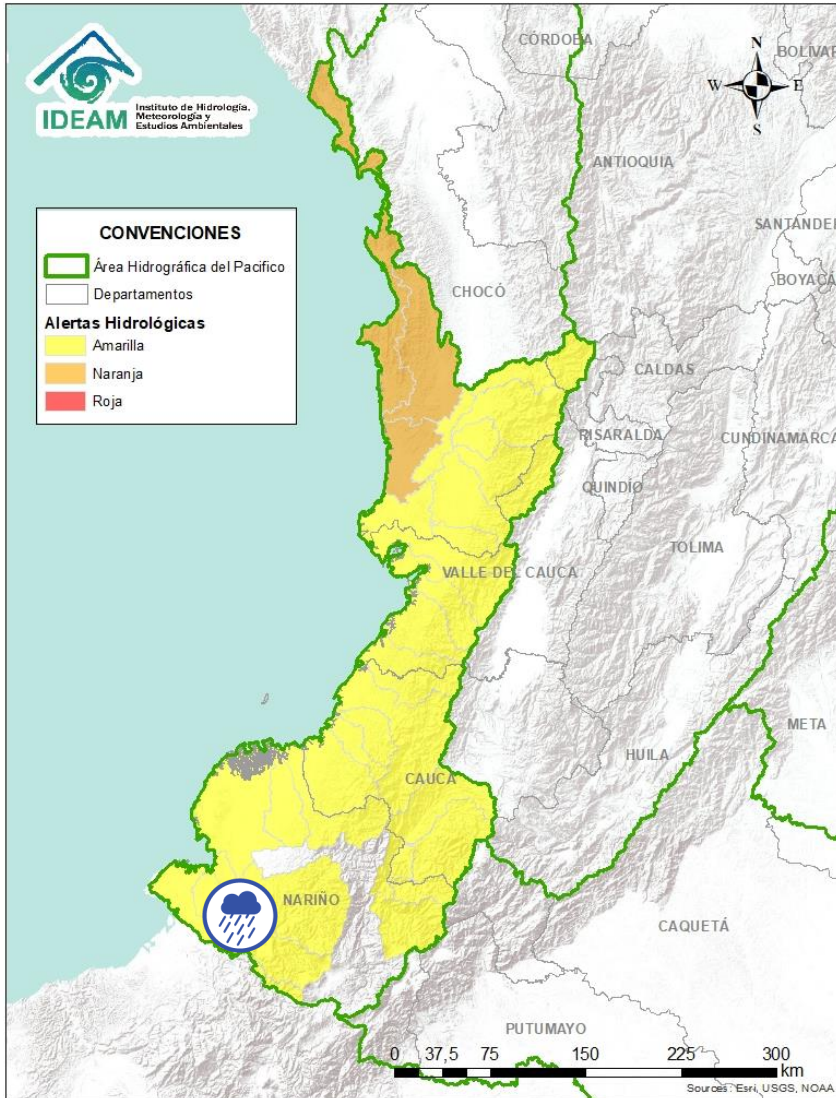 IDEAM
Instituto de Hidrología,
Meteorología y
Estudios Ambientales
N
W
E
S
CONVENCIONES
Área Hidrográfica del Pacifico
Departamentos
Alertas Hidrológicas
Amarilla
Naranja
Roja
CÓRDOBA
BOLIVAR
ANTIOQUIA
SANTANDER
BOYACÁ
CHOCÓ
CALDAS
RISARALDA
CUNDINAMARCA
QUINDÍO
TOLIMA
VALLE DEL CAUCA
META
HUILA
CAUCA
NARIÑO
CAQUETÁ
PUTUMAYO
0 37,5 75 150 225 300
km
Sources: Esri, USGS, NOAA